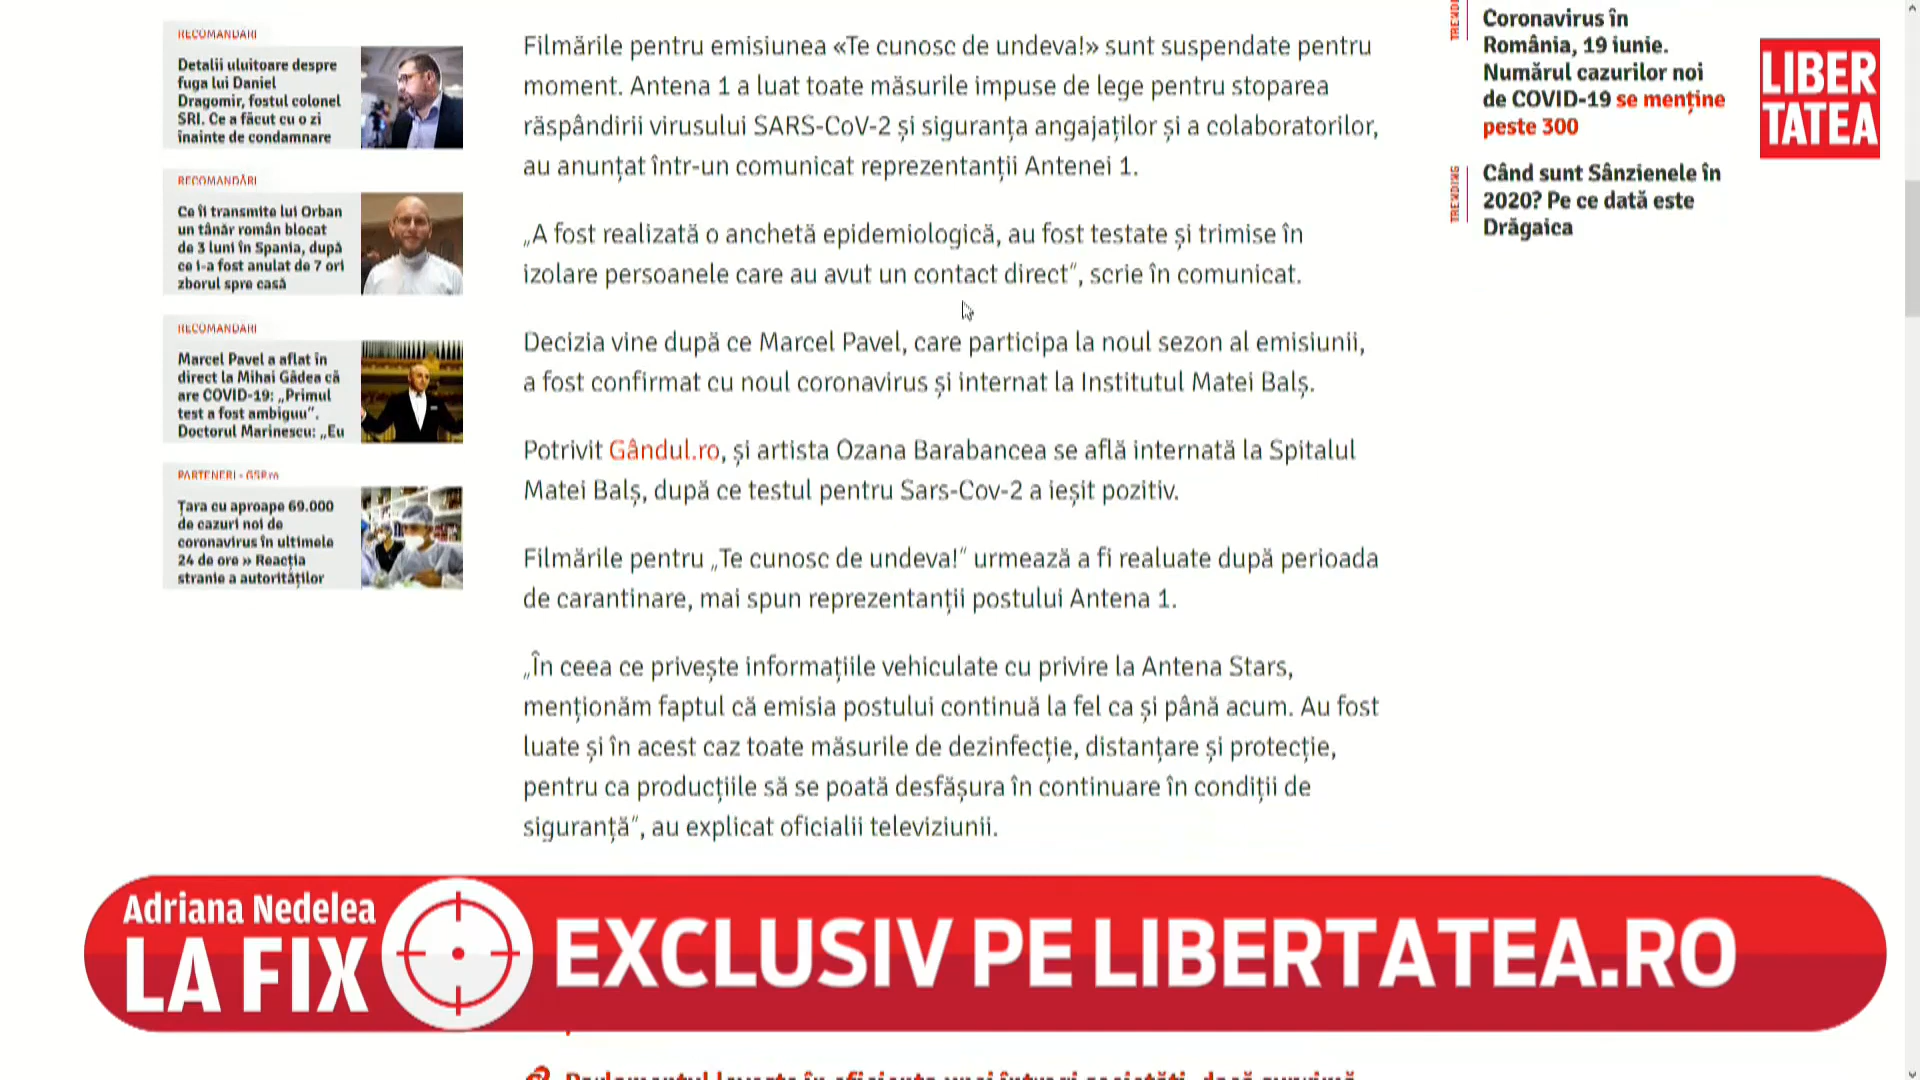 RECOMANDĂRI
Detalii uluitoare despre
fuga lui Daniel
Dragomir, fostul colonel
SRI. Ce a făcut cu o zi
înainte de condamnare
RECOMANDĂRI
Ce îi transmite lui Orban
un tânăr român blocat
de 3 luni în Spania, după
ce i-a fost anulat de 7 ori
zborul spre casă
RECOMANDĂRI
Marcel Pavel a aflat în
direct la Mihai Gâdea că
are COVID-19: „Primul
test a fost ambiguu”.
Doctorul Marinescu: „Eu
PARTENERI - GSP.ro
Țara cu aproape 69.000
de cazuri noi de
coronavirus în ultimele
24 de ore » Reacția
stranie a autorităților
Filmările pentru emisiunea «Te cunosc de undeva!» sunt suspendate pentru
moment. Antena 1 a luat toate măsurile impuse de lege pentru stoparea
răspândirii virusului SARS-CoV-2 și siguranța angajaților și a colaboratorilor,
au anunțat într-un comunicat reprezentanții Antenei 1.
„A fost realizată o anchetă epidemiologică, au fost testate și trimise în
izolare persoanele care au avut un contact direct”, scrie în comunicat.
Decizia vine după ce Marcel Pavel, care participa la noul sezon al emisiunii,
a fost confirmat cu noul coronavirus și internat la Institutul Matei Balș.
Potrivit Gândul.ro, și artista Ozana Barabancea se află internată la Spitalul
Matei Balș, după ce testul pentru Sars-Cov-2 a ieșit pozitiv.
Filmările pentru „Te cunosc de undeva!” urmează a fi realuate după perioada
de carantinare, mai spun reprezentanții postului Antena 1.
„În ceea ce privește informațiile vehiculate cu privire la Antena Stars,
menționăm faptul că emisia postului continuă la fel ca și până acum. Au fost
luate și în acest caz toate măsurile de dezinfecție, distanțare și protecție,
pentru ca producțiile să se poată desfășura în continuare în condiții de
siguranță”, au explicat oficialii televiziunii.
Coronavirus în
România, 19 iunie.
Numărul cazurilor noi
de COVID-19 se menține
peste 300
TRENDING
Când sunt Sânzienele în
2020? Pe ce dată este
Drăgaica
LIBER
TATEA
Adriana Nedelea
LA FIX
EXCLUSIV PE LIBERTATEA.RO